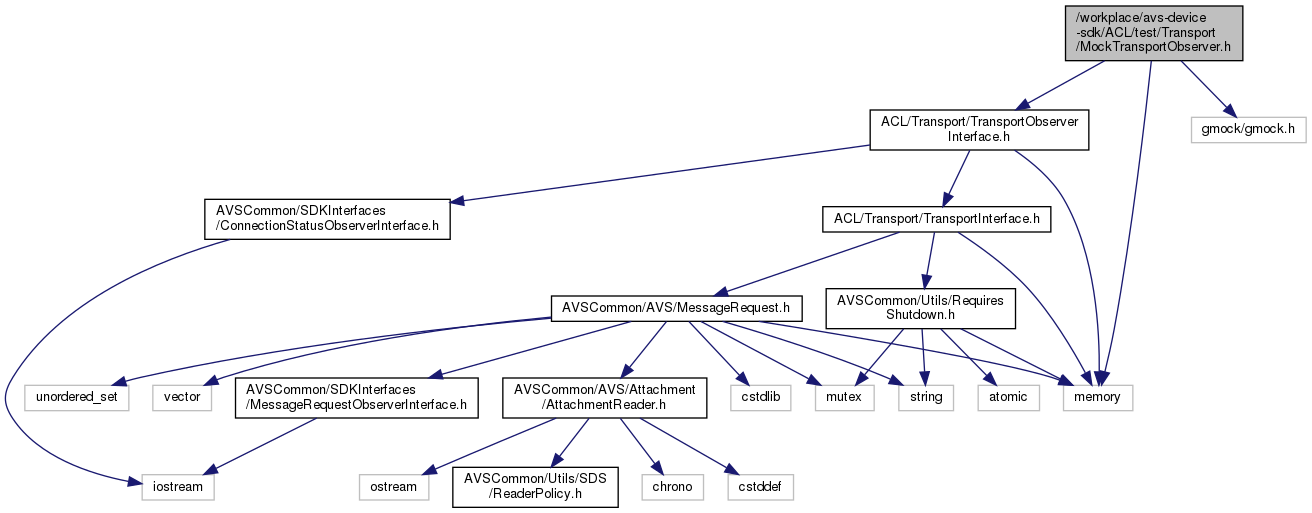 /workplace/avs-device
-sdk/ACL/test/Transport
/MockTransportObserver.h
ACL/Transport/TransportObserver
Interface.h
gmock/gmock.h
AVSCommon/SDKInterfaces
/ConnectionStatusObserverInterface.h
ACL/Transport/TransportInterface.h
AVSCommon/AVS/MessageRequest.h
AVSCommon/Utils/Requires
Shutdown.h
unordered_set
vector
AVSCommon/SDKInterfaces
/MessageRequestObserverInterface.h
AVSCommon/AVS/Attachment
/AttachmentReader.h
cstdlib
mutex
string
atomic
memory
iostream
ostream
AVSCommon/Utils/SDS
/ReaderPolicy.h
chrono
cstddef